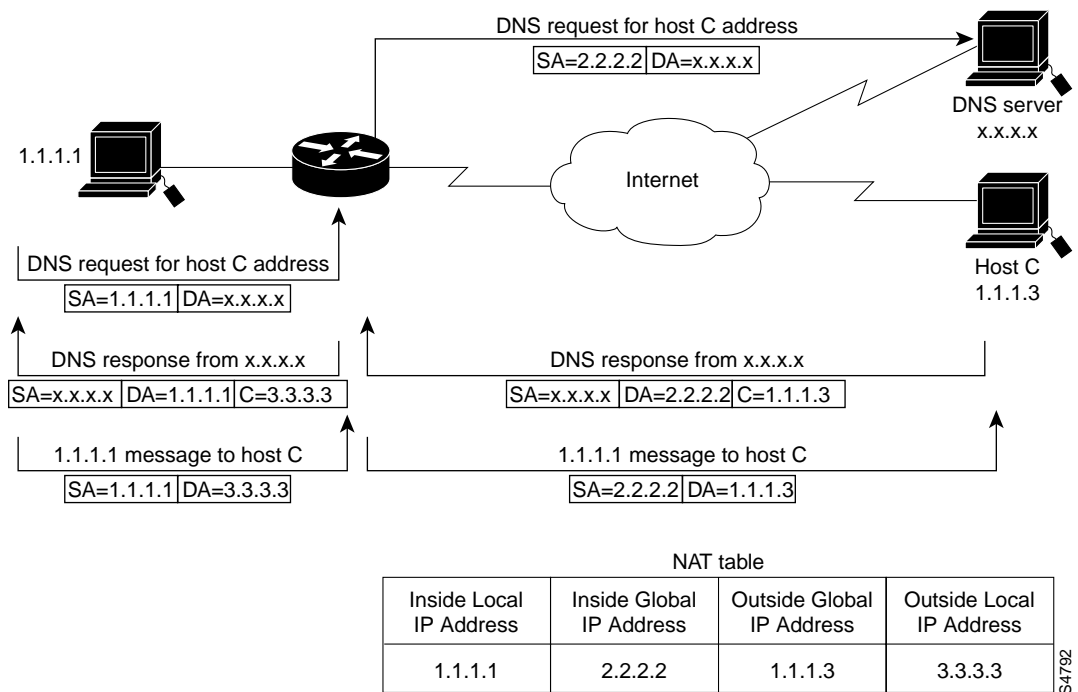 DNS request for host C address
SA=2.2.2.2 DA=x.x.x.x
DNS server
x.x.x.x
1.1.1.1
Internet
DNS request for host C address
SA=1.1.1.1 DA=x.x.x.x
Host C
1.1.1.3
DNS response from x.x.x.x
SA=x.x.x.x DA=1.1.1.1 C=3.3.3.3
DNS response from x.x.x.x
SA=x.x.x.x DA=2.2.2.2 C=1.1.1.3
1.1.1.1 message to host C
SA=1.1.1.1 DA=3.3.3.3
1.1.1.1 message to host C
SA=2.2.2.2 DA=1.1.1.3
NAT table
Inside Local
IP Address
Inside Global
IP Address
Outside Global
IP Address
Outside Local
IP Address
1.1.1.1
2.2.2.2
1.1.1.3
3.3.3.3
S4792